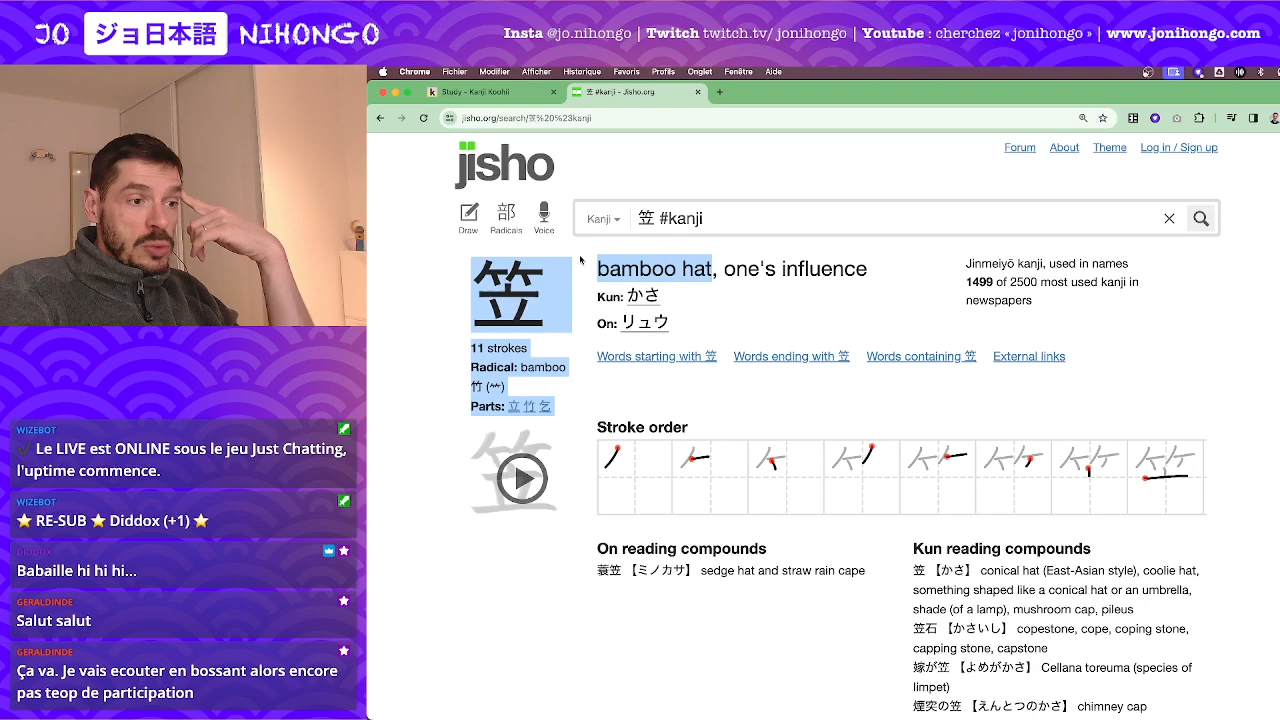 JO ジョ日本語 NIHONGO
Insta @jo.nihongo | Twitch twitch.tv/ jonihongo | Youtube : cherchez « jonihongo » | www.jonihongo.com
Chrome Fichier Modifier Afficher Historique Favoris Profils Onglet Fenêtre Aide
k Study - Kanji Koohii × 笠 #kanji - Jisho.org × +
jisho.org/search/笠%20%23kanji
jisho
Forum About Theme Log in / Sign up
Draw 部 Radicals Voice
Kanji 笠 #kanji
笠
bamboo hat, one's influence
Kun: かさ
On: リュウ
Jinmeiyō kanji, used in names
1499 of 2500 most used kanji in
newspapers
11 strokes
Radical: bamboo
竹 (⺮)
Parts: 立 竹 乞
Words starting with 笠 Words ending with 笠 Words containing 笠 External links
笠
Stroke order
On reading compounds
蓑笠 【ミノカサ】 sedge hat and straw rain cape
Kun reading compounds
笠 【かさ】 conical hat (East-Asian style), coolie hat,
something shaped like a conical hat or an umbrella,
shade (of a lamp), mushroom cap, pileus
笠石 【かさいし】 copestone, cope, coping stone,
capping stone, capstone
嫁が笠 【よめがかさ】 Cellana toreuma (species of
limpet)
煙突の笠 【えんとつのかさ】 chimney cap
WIZEBOT
✔ Le LIVE est ONLINE sous le jeu Just Chatting,
l'uptime commence.
WIZEBOT
⭐ RE-SUB ⭐ Diddox (+1) ⭐
DIDDOX
Babaille hi hi hi...
GERALDINDE
Salut salut
GERALDINDE
Ça va. Je vais ecouter en bossant alors encore
pas teop de participation